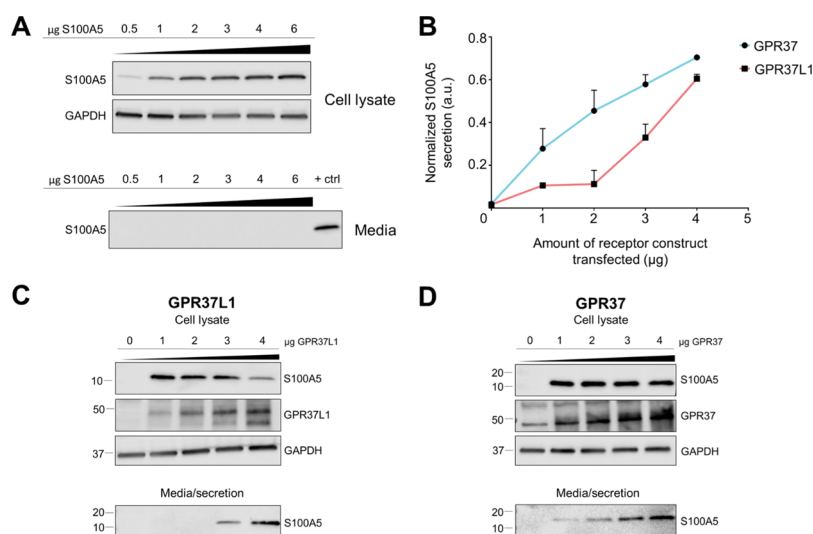 A
µg S100A5 0.5 1 2 3 4 6
S100A5
GAPDH
Cell lysate
µg S100A5 0.5 1 2 3 4 6 + ctrl
S100A5
Media
B
Normalized S100A5
secretion (a.u.)
0.8
0.6
0.4
0.2
0 1 2 3 4 5
Amount of receptor construct
transfected (µg)
GPR37
GPR37L1
C
GPR37L1
Cell lysate
0 1 2 3 4 µg GPR37L1
10 S100A5
50 GPR37L1
37 GAPDH
Media/secretion
20
10 S100A5
D
GPR37
Cell lysate
0 1 2 3 4 µg GPR37
20
10 S100A5
50 GPR37
37 GAPDH
Media/secretion
20
10 S100A5